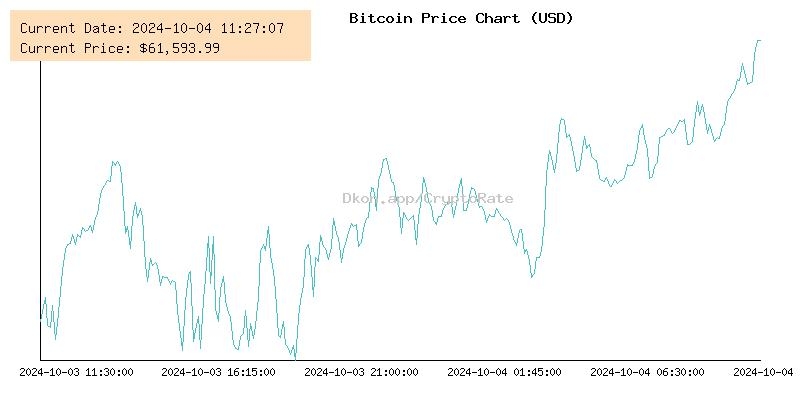 Bitcoin Price Chart (USD)
Current Date: 2024-10-04 11:27:07
Current Price: $61,593.99
Dkon.app/CryptoRate
2024-10-03 11:30:00 2024-10-03 16:15:00 2024-10-03 21:00:00 2024-10-04 01:45:00 2024-10-04 06:30:00 2024-10-04